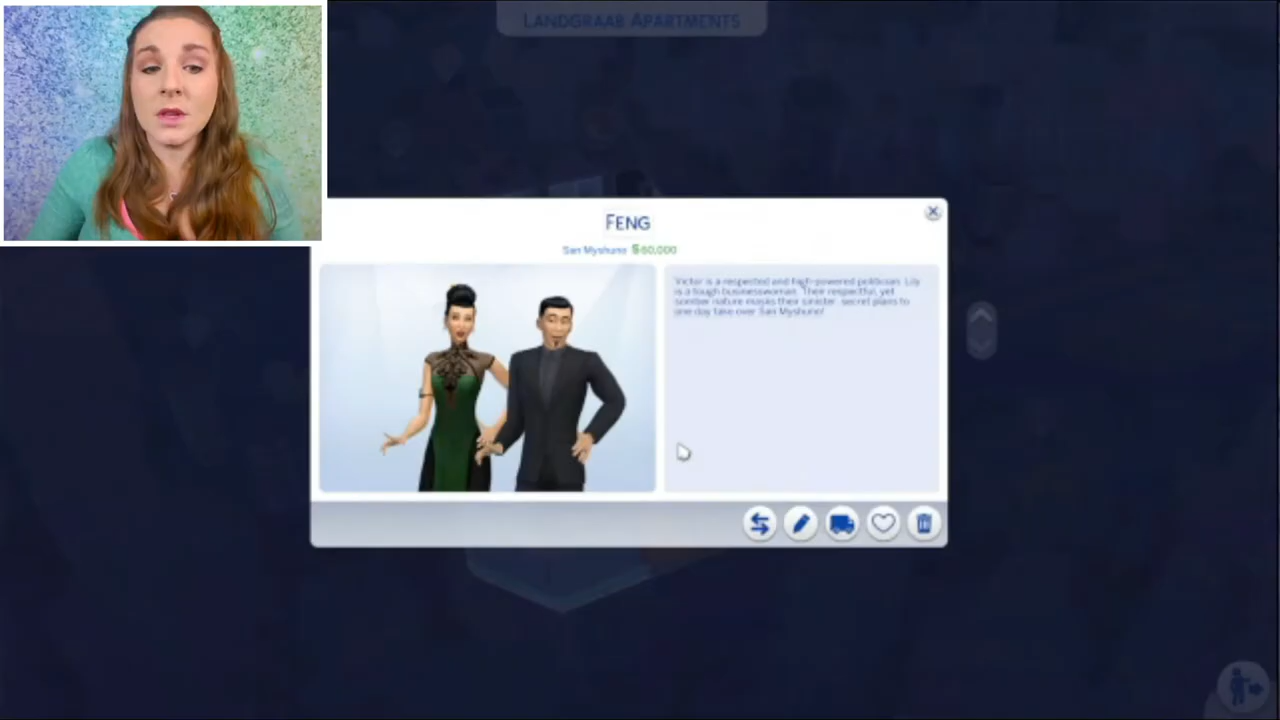 LANDGRAAB APARTMENTS
FENG
San Myshuno §60,000
Victor is a respected and high-powered politician. Lily
is a tough businesswoman. Their respectful, yet
somber nature masks their sinister secret plans to
one day take over San Myshuno!